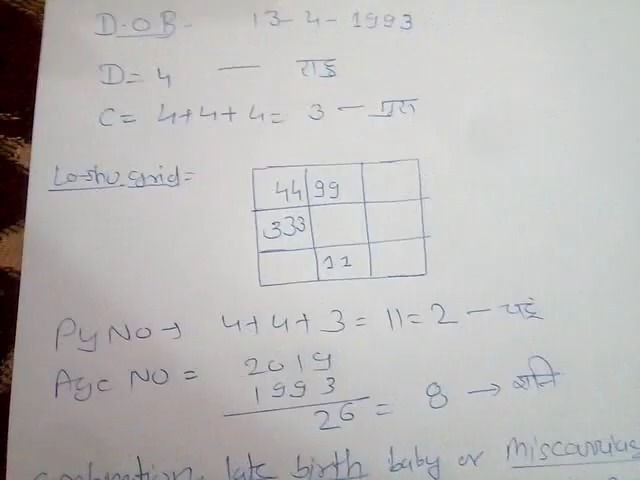 D.O.B- 13-4-1993
D= 4 — राहु
C= 4+4+4= 3 — गुरु
Lo-shu grid=
44 99
333
11
Py No → 4+4+3= 11= 2 — चंद्र
Age NO = 2019
1993
26 = 8 → शनि
combination late birth baby or miscarriage